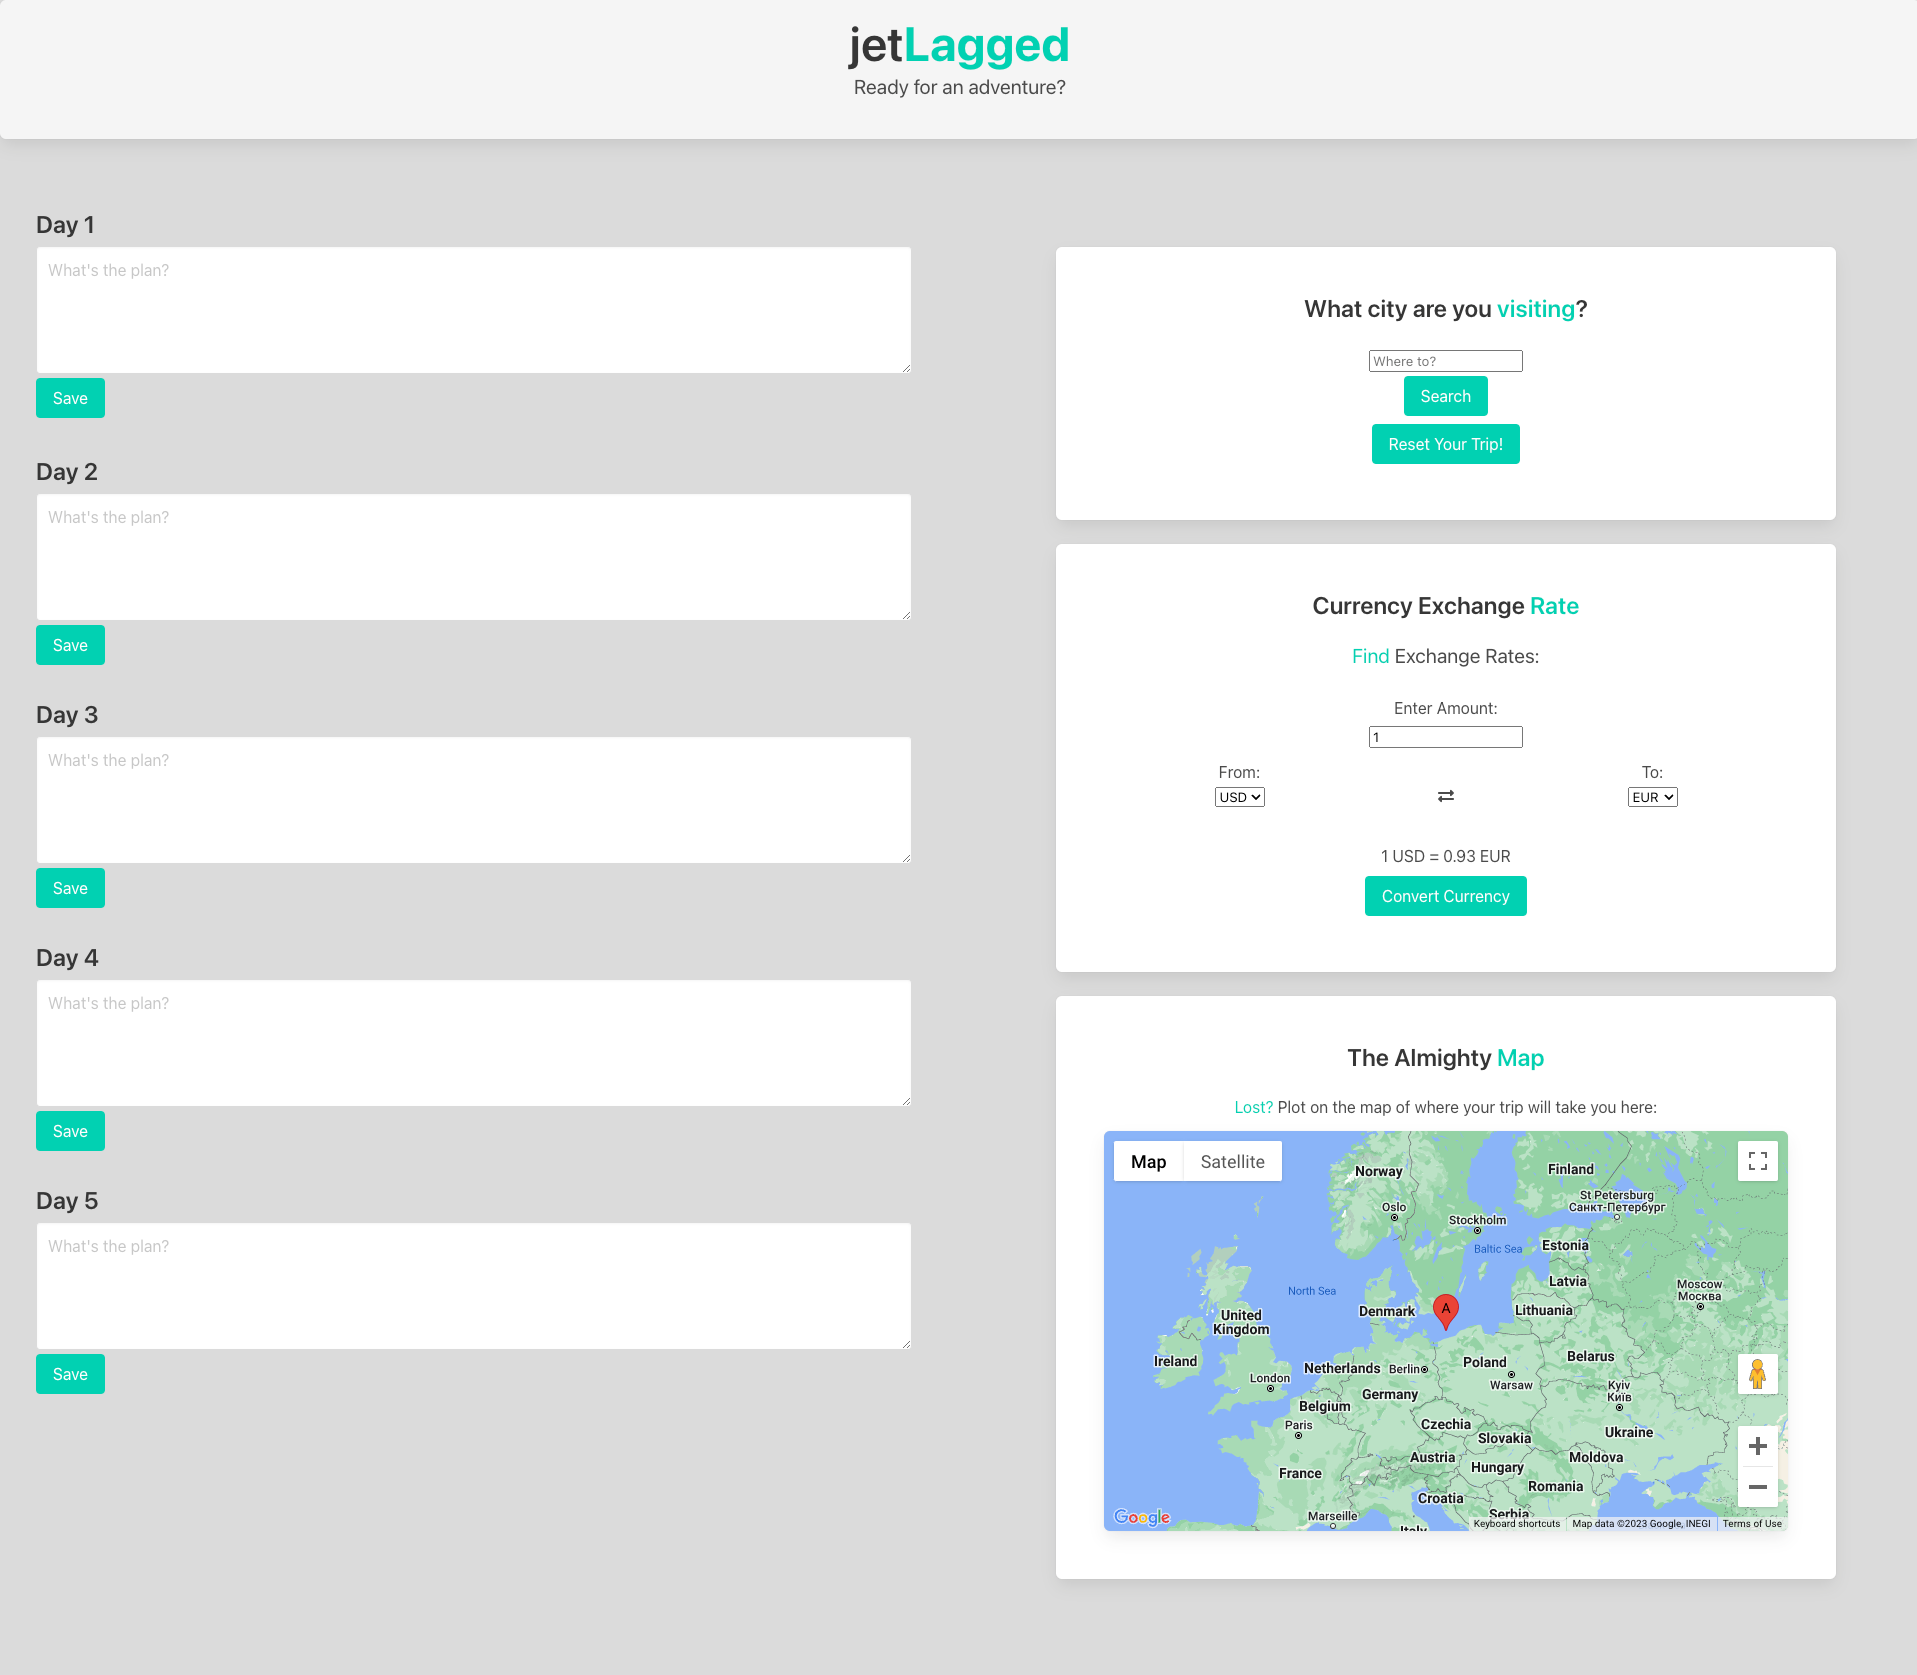 jetLagged
Ready for an adventure?
Day 1
What's the plan?
Save
Day 2
What's the plan?
Save
Day 3
What's the plan?
Save
Day 4
What's the plan?
Save
Day 5
What's the plan?
Save
What city are you visiting?
Where to?
Search
Reset Your Trip!
Currency Exchange Rate
Find Exchange Rates:
Enter Amount:
1
From:
To:
USD
EUR
1 USD = 0.93 EUR
Convert Currency
The Almighty Map
Lost? Plot on the map of where your trip will take you here:
Map
Satellite
Norway
Finland
St Petersburg
Санкт-Петербург
Oslo
Stockholm
Baltic Sea
Estonia
Latvia
Moscow
Москва
North Sea
A
Denmark
Lithuania
United
Kingdom
Ireland
Belarus
Netherlands
Berlin
Poland
London
Warsaw
Kyiv
Київ
Germany
Belgium
Paris
Czechia
Ukraine
Slovakia
Austria
Moldova
Hungary
France
Romania
Croatia
Serbia
Marseille
Italy
Google
Keyboard shortcuts
Map data ©2023 Google, INEGI
Terms of Use